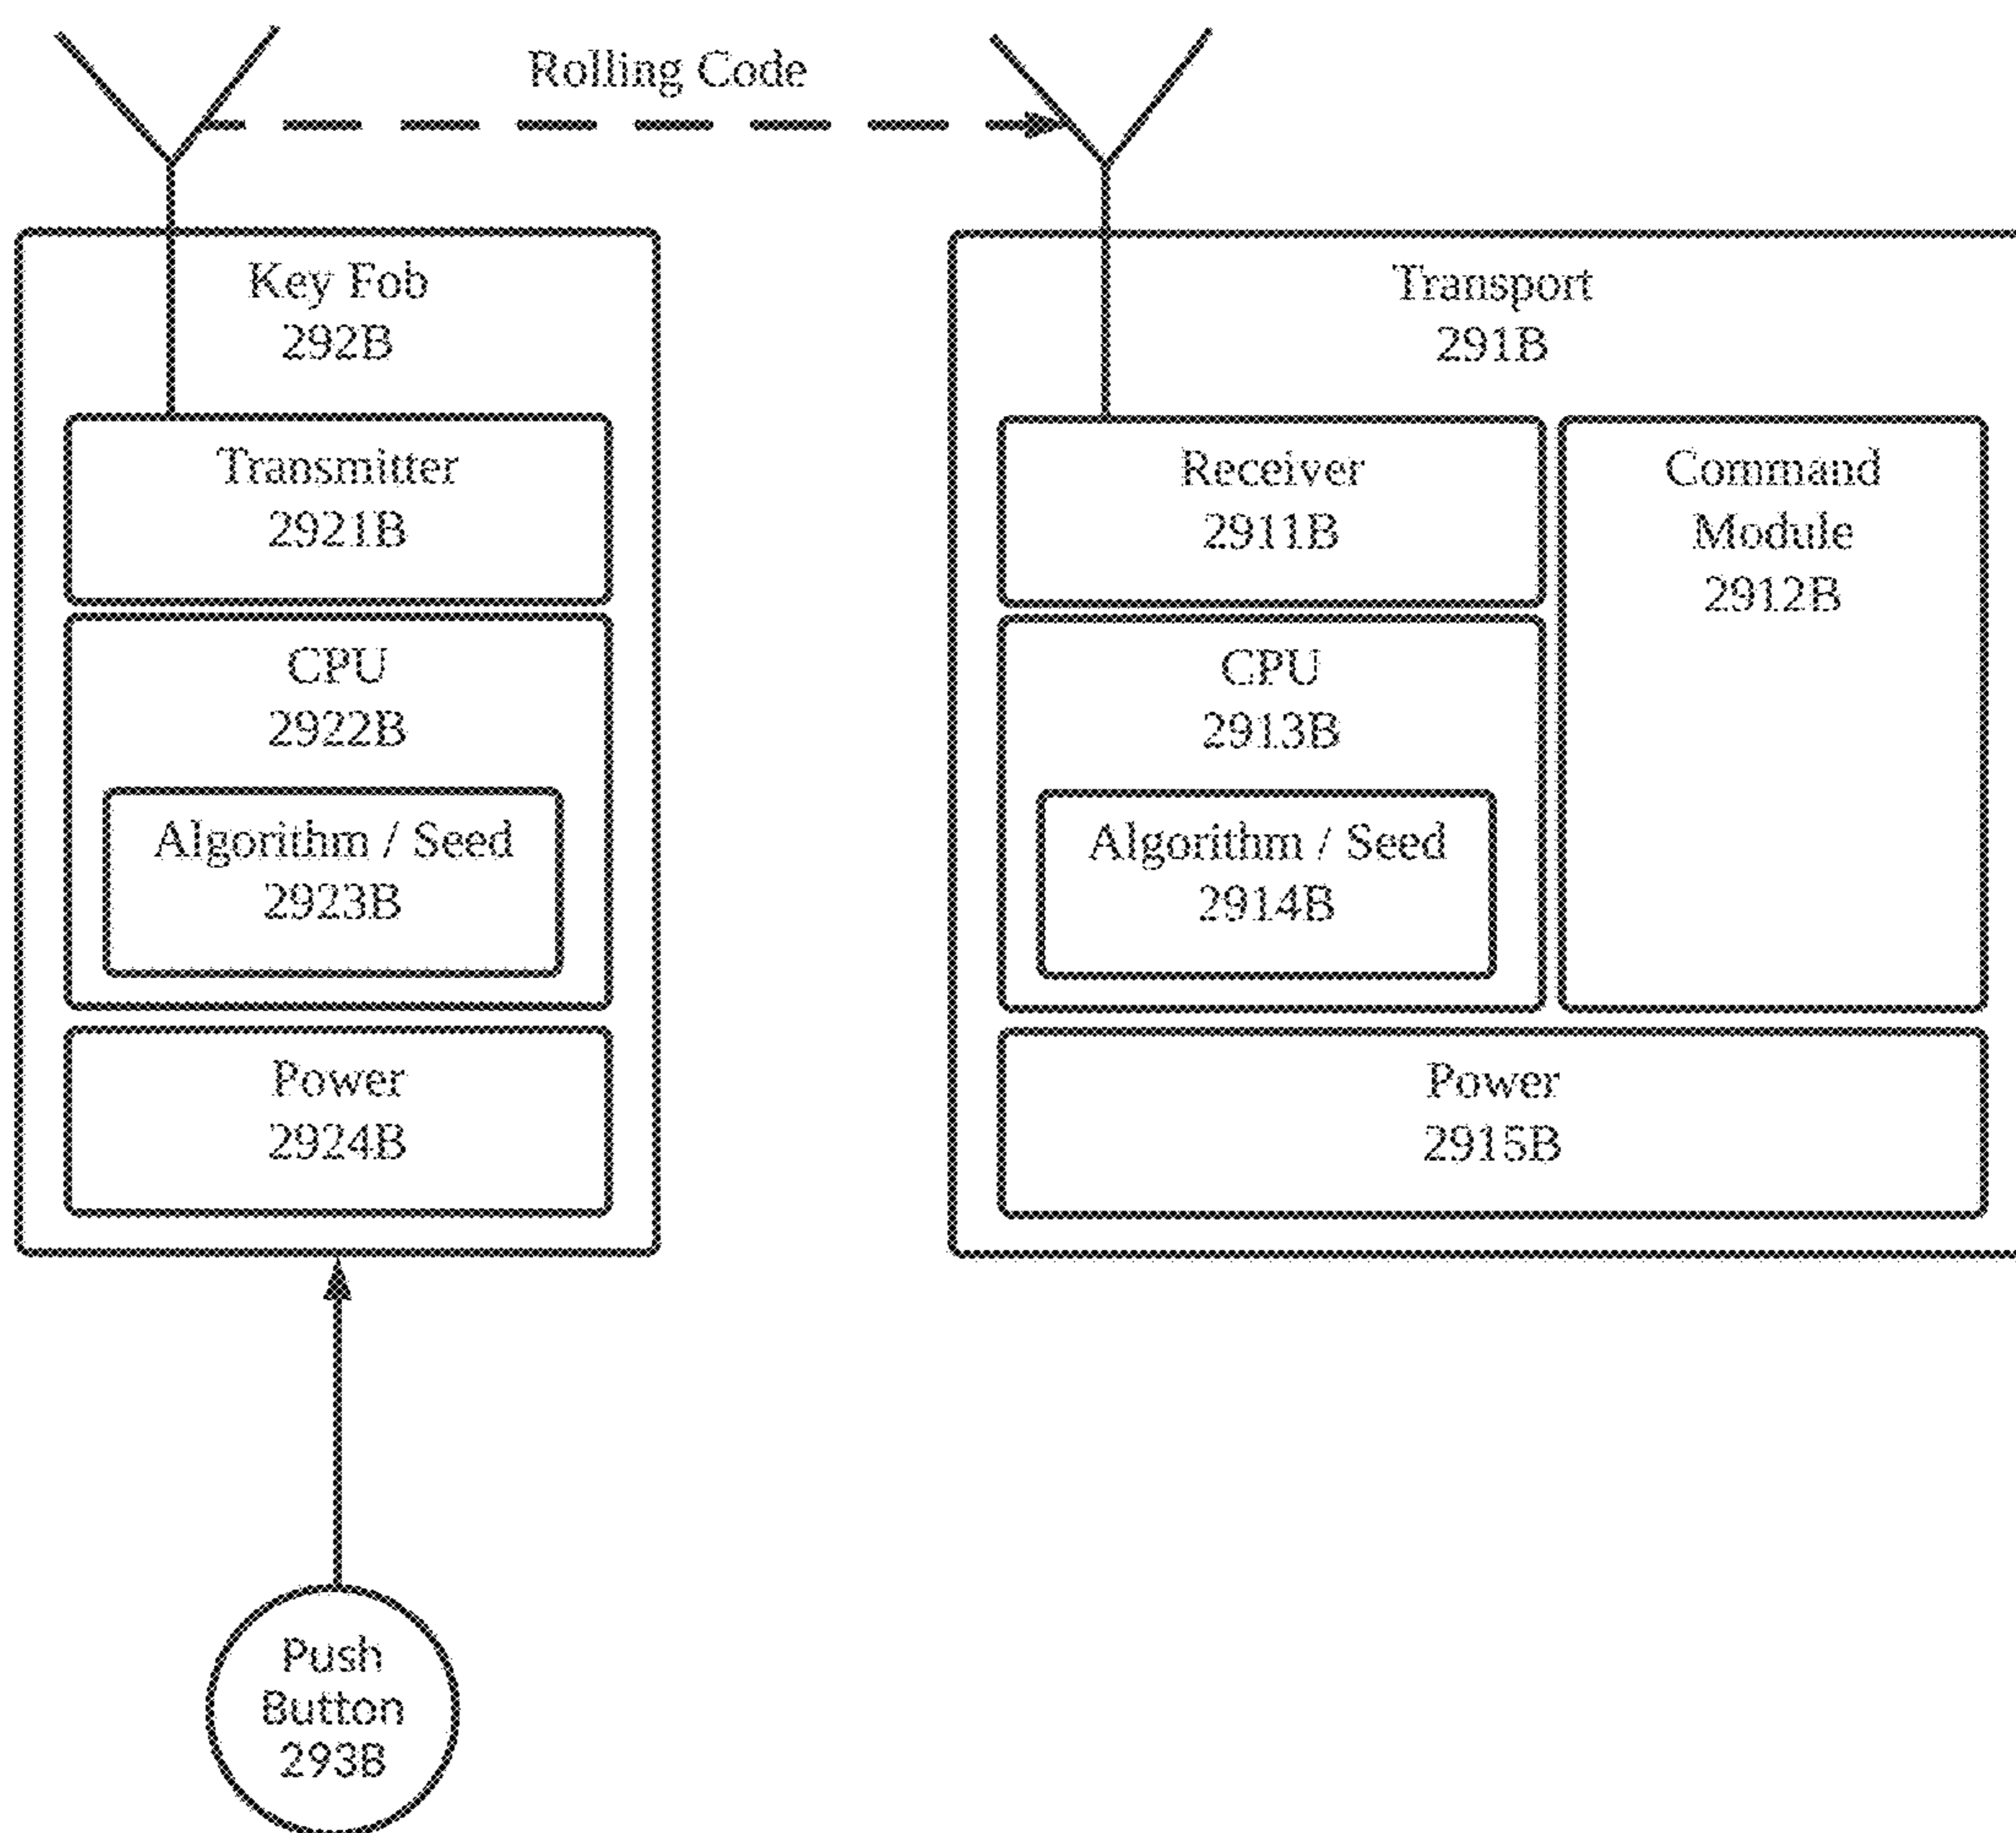 Rolling Code
Key Fob
292B
Transmitter
2921B
CPU
2922B
Algorithm / Seed
2923B
Power
2924B
Transport
291B
Receiver
2911B
Command
Module
2912B
CPU
2913B
Algorithm / Seed
2914B
Power
2915B
Push
Button
293B